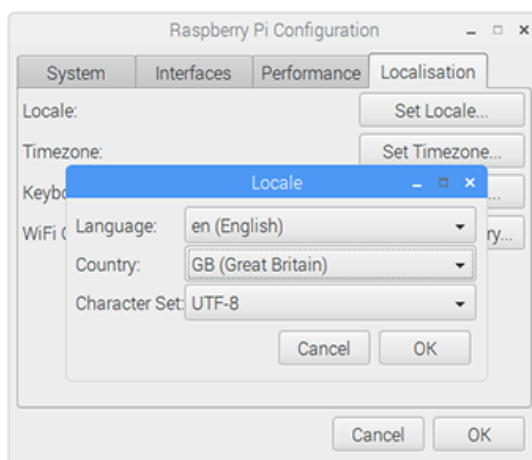 Raspberry Pi Configuration
System Interfaces Performance Localisation
Locale: Set Locale...
Timezone: Set Timezone...
Locale
Language: en (English)
Country: GB (Great Britain)
Character Set: UTF-8
Cancel OK
Cancel OK